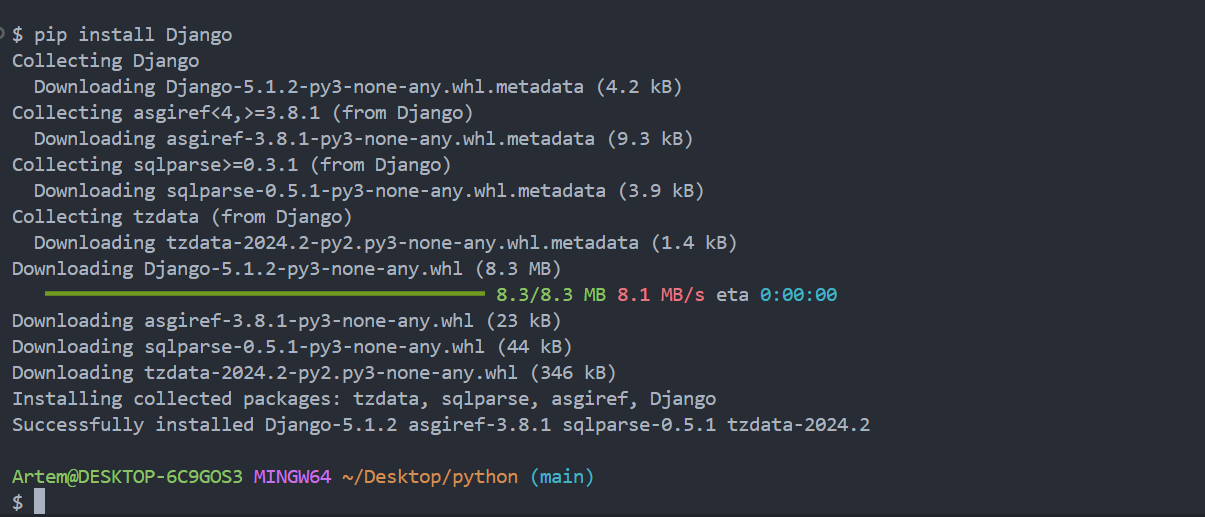 $ pip install Django
Collecting Django
  Downloading Django-5.1.2-py3-none-any.whl.metadata (4.2 kB)
Collecting asgiref<4,>=3.8.1 (from Django)
  Downloading asgiref-3.8.1-py3-none-any.whl.metadata (9.3 kB)
Collecting sqlparse>=0.3.1 (from Django)
  Downloading sqlparse-0.5.1-py3-none-any.whl.metadata (3.9 kB)
Collecting tzdata (from Django)
  Downloading tzdata-2024.2-py2.py3-none-any.whl.metadata (1.4 kB)
Downloading Django-5.1.2-py3-none-any.whl (8.3 MB)
8.3/8.3 MB 8.1 MB/s eta 0:00:00
Downloading asgiref-3.8.1-py3-none-any.whl (23 kB)
Downloading sqlparse-0.5.1-py3-none-any.whl (44 kB)
Downloading tzdata-2024.2-py2.py3-none-any.whl (346 kB)
Installing collected packages: tzdata, sqlparse, asgiref, Django
Successfully installed Django-5.1.2 asgiref-3.8.1 sqlparse-0.5.1 tzdata-2024.2
Artem@DESKTOP-6C9GOS3 MINGW64 ~/Desktop/python (main)
$